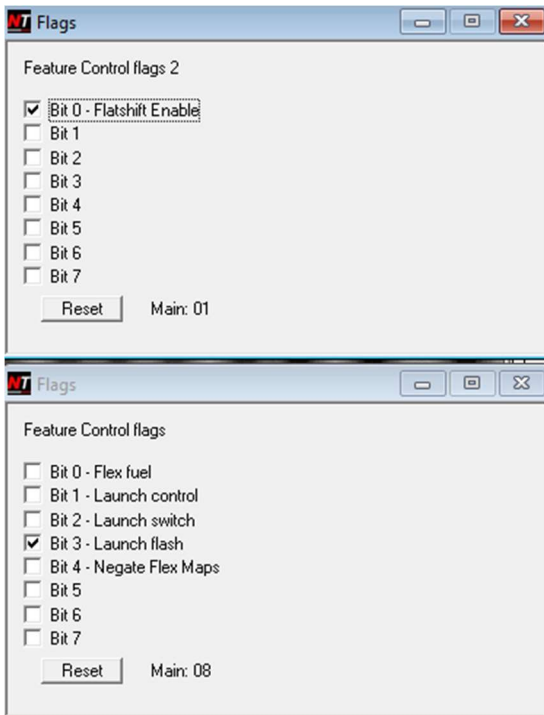 NT Flags
Feature Control flags 2
Bit 0 - Flatshift Enable
Bit 1
Bit 2
Bit 3
Bit 4
Bit 5
Bit 6
Bit 7
Reset Main: 01
NT Flags
Feature Control flags
Bit 0 - Flex fuel
Bit 1 - Launch control
Bit 2 - Launch switch
Bit 3 - Launch flash
Bit 4 - Negate Flex Maps
Bit 5
Bit 6
Bit 7
Reset Main: 08